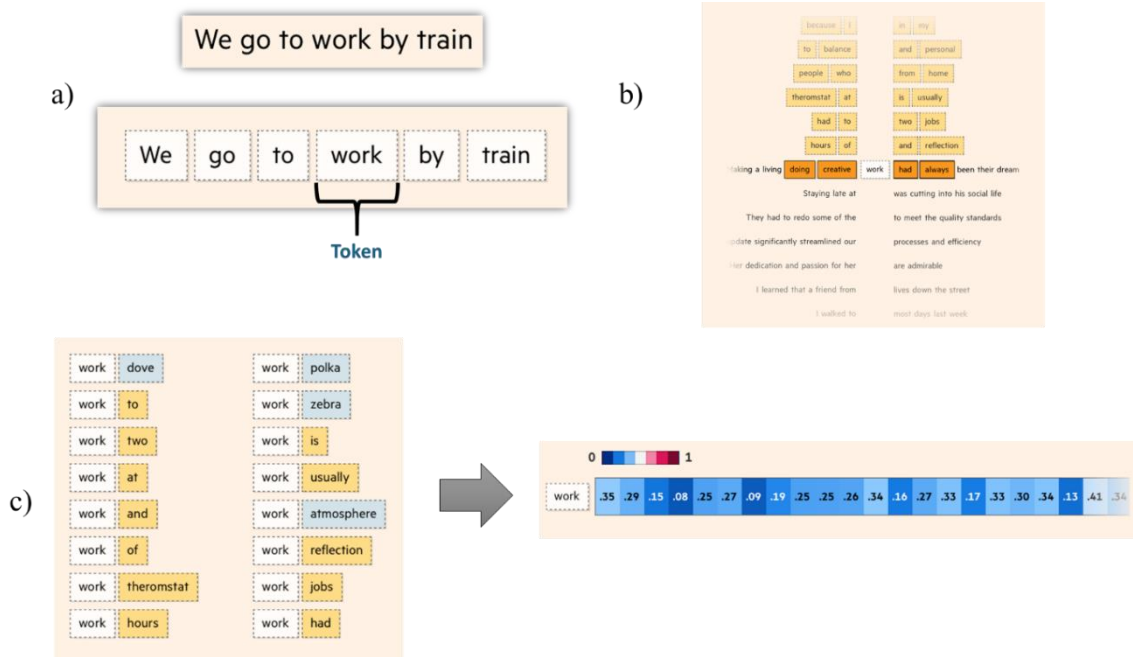 We go to work by train
a)
We go to work by train
Token
b)
because I in my
to balance and personal
people who from home
theromstat at is usually
had to two jobs
hours of and reflection
making a living doing creative work had always been their dream
Staying late at was cutting into his social life
They had to redo some of the to meet the quality standards
significantly streamlined our processes and efficiency
Her dedication and passion for her are admirable
I learned that a friend from lives down the street
I walked to most days last week
c)
work dove work polka
work to work zebra
work two work is
work at work usually
work and work atmosphere
work of work reflection
work theromstat work jobs
work hours work had
0 1
work .35 .29 .15 .08 .25 .27 .09 .19 .25 .25 .26 .34 .16 .27 .33 .17 .33 .30 .34 .13 .41 .34